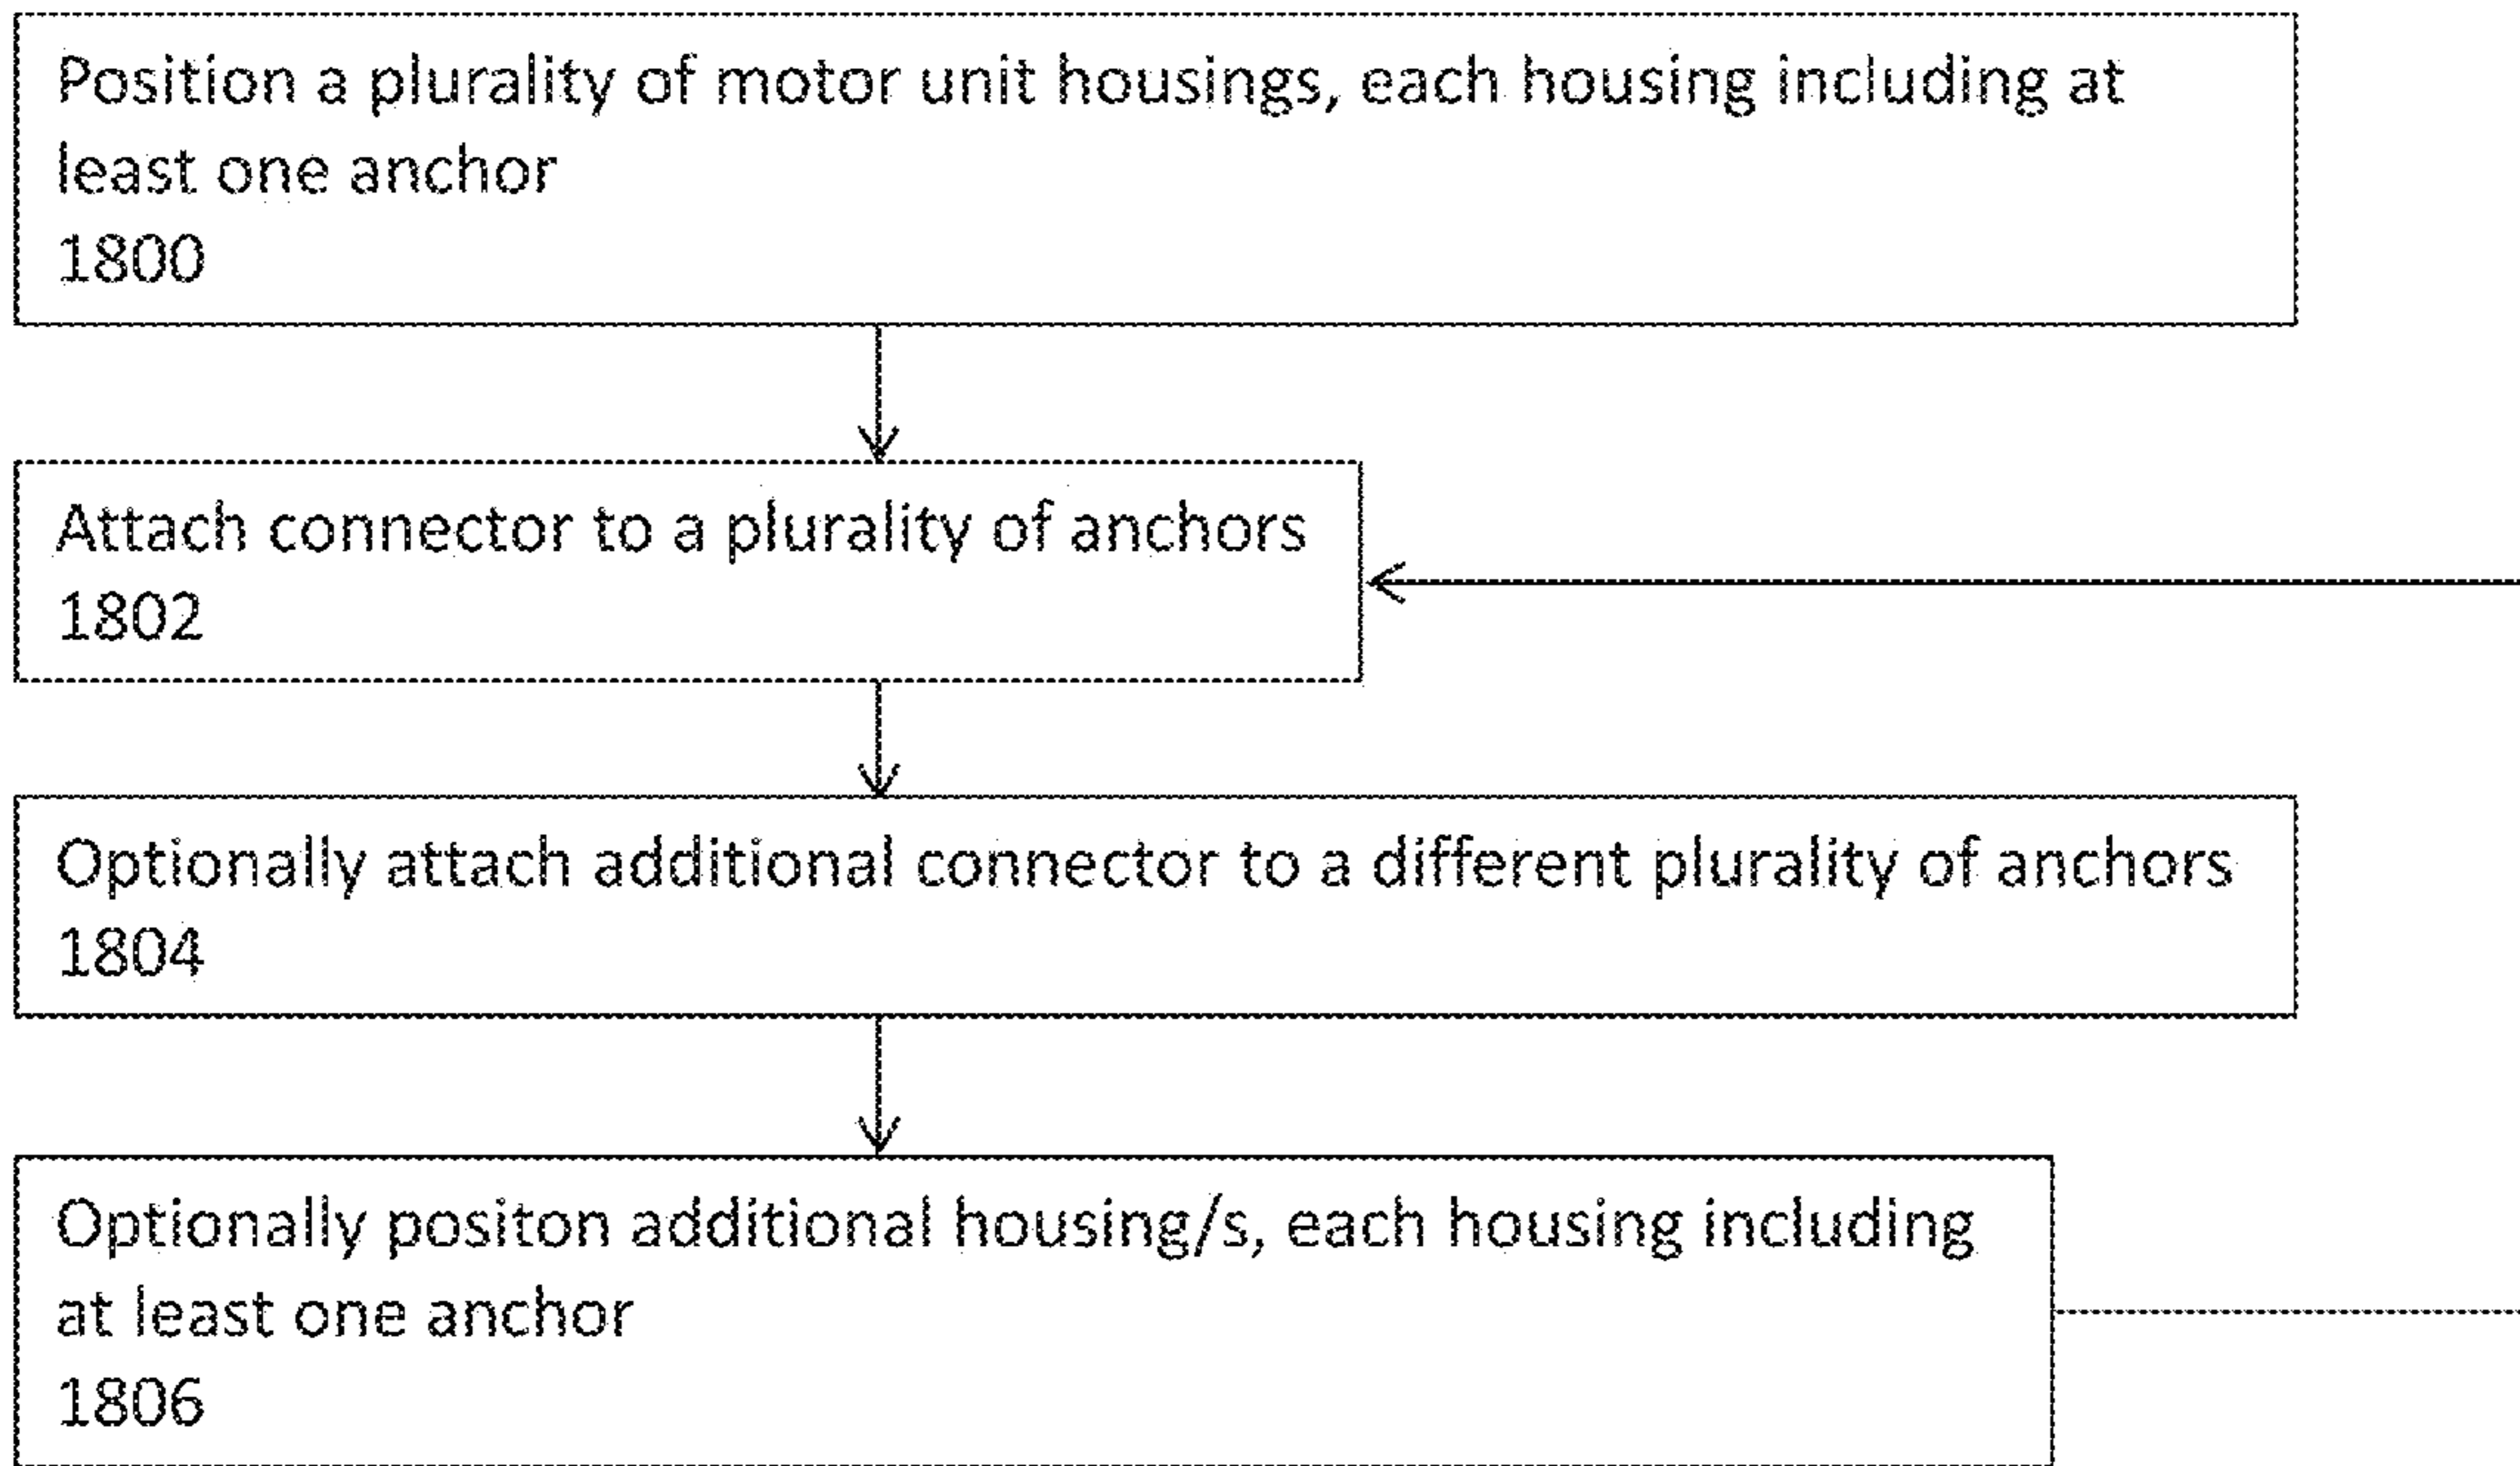 Position a plurality of motor unit housings, each housing including at
least one anchor
1800
Attach connector to a plurality of anchors
1802
Optionally attach additional connector to a different plurality of anchors
1804
Optionally positon additional housing/s, each housing including
at least one anchor
1806